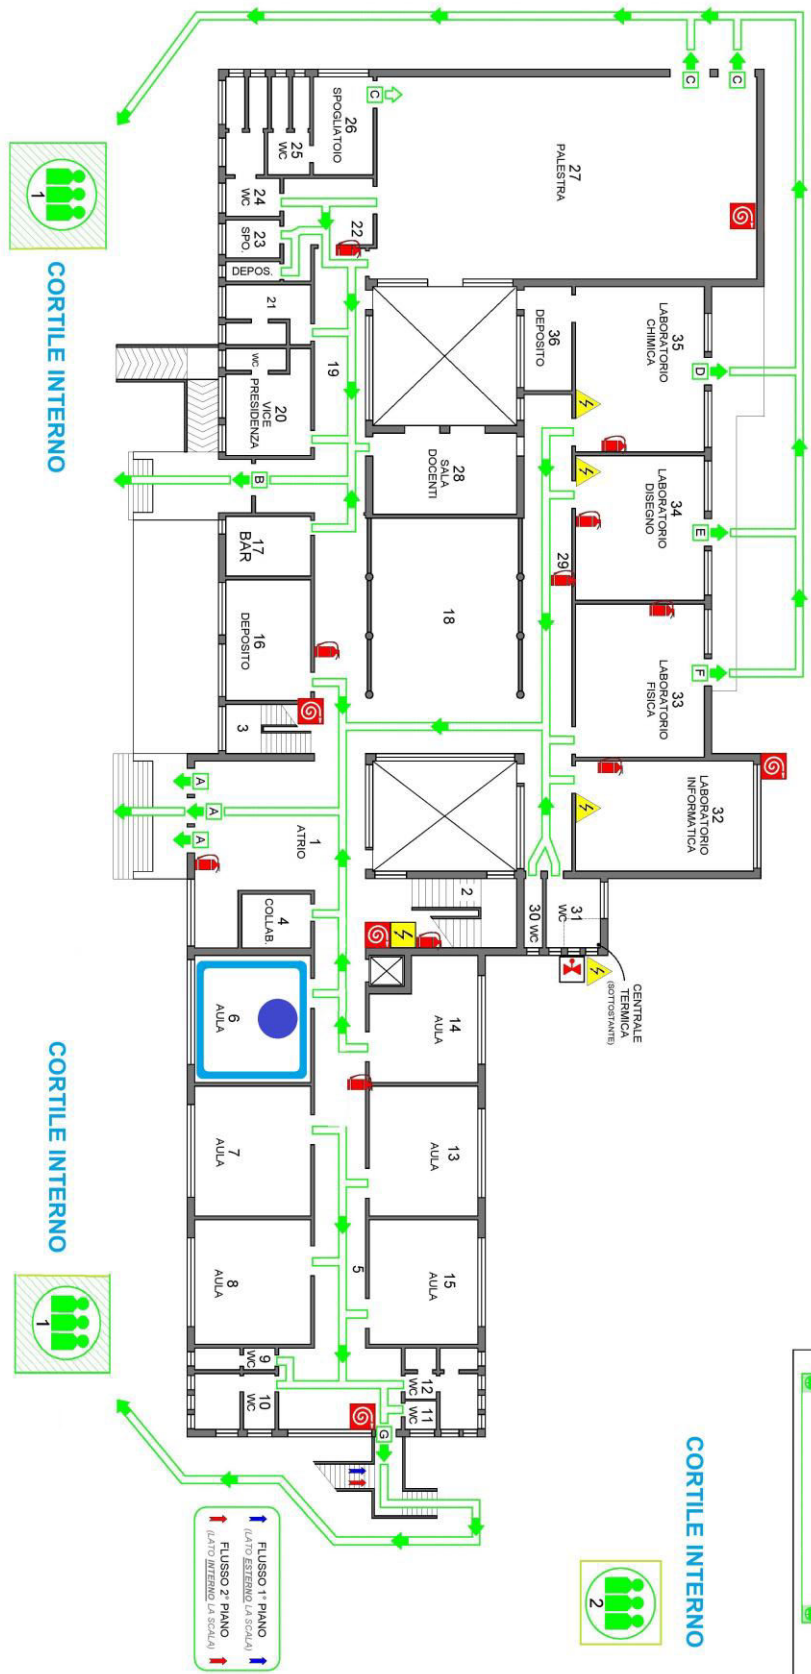 CORTILE INTERNO
1
CORTILE INTERNO
1
CORTILE INTERNO
2
27
PALESTRA
C
C
C
26
SPOGLIATOIO
25
WC
24
WC
23
SPO.
DEPOS.
22
21
19
WC
20
VICE
PRESIDENZA
B
17
BAR
16
DEPOSITO
3
18
28
SALA
DOCENTI
36
DEPOSITO
35
LABORATORIO
CHIMICA
D
34
LABORATORIO
DISEGNO
E
29
33
LABORATORIO
FISICA
F
32
LABORATORIO
INFORMATICA
31
WC
30 WC
CENTRALE
TERMICA
(SOTTOSTANTE)
2
1
ATRIO
A
A
A
4
COLLAB.
6
AULA
14
AULA
7
AULA
13
AULA
5
8
AULA
15
AULA
9
WC
10
WC
12
WC
11
WC
G
FLUSSO 1° PIANO
(LATO ESTERNO LA SCALA)
FLUSSO 2° PIANO
(LATO INTERNO LA SCALA)